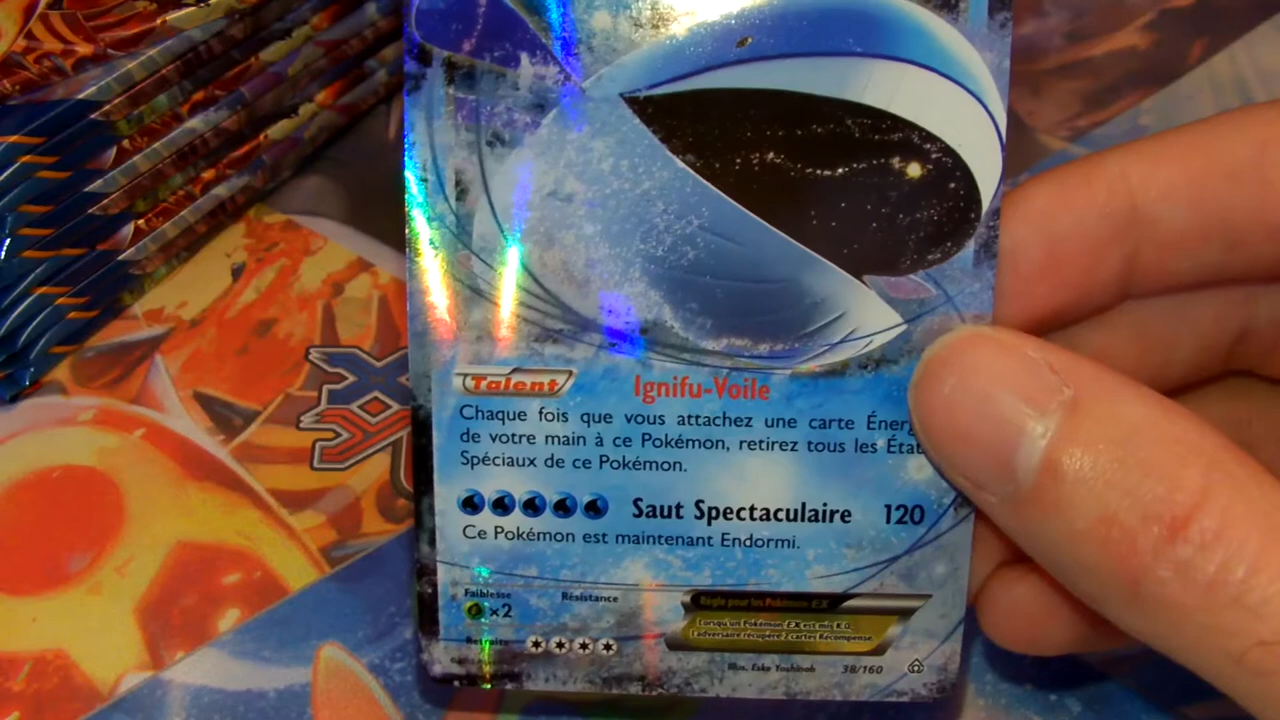 Talent Ignifu-Voile
Chaque fois que vous attachez une carte Énerg
de votre main à ce Pokémon, retirez tous les État
Spéciaux de ce Pokémon.
Saut Spectaculaire 120
Ce Pokémon est maintenant Endormi.
Faiblesse Résistance
×2
Retraite
Règle pour les Pokémon EX
Lorsqu'un Pokémon EX est mis K.O.,
l'adversaire récupère 2 cartes Récompense.
Illus. Eske Yoshinob 38/160
XY